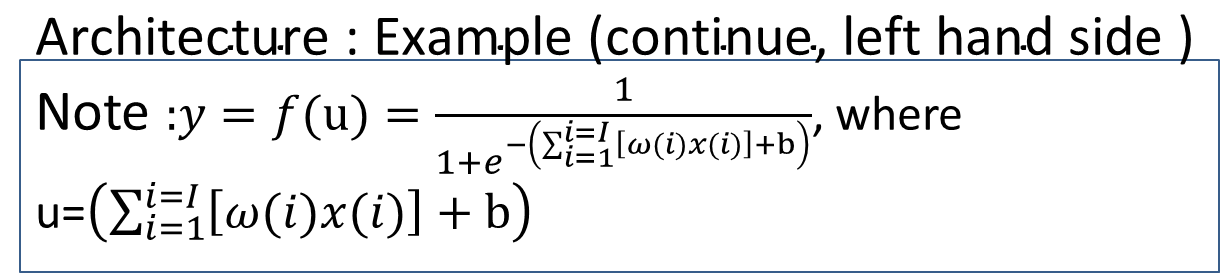 Architecture : Example (continue, left hand side )
Note :y = f(u) = 1/(1+e^−(∑_{i=1}^{i=I}[ω(i)x(i)]+b)), where
u=(∑_{i=1}^{i=I}[ω(i)x(i)] + b)